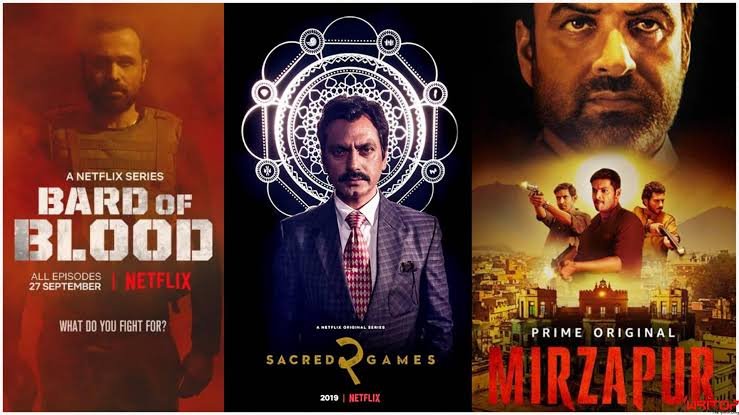 A NETFLIX SERIES
BARD OF
BLOOD
ALL EPISODES
27 SEPTEMBER
NETFLIX
WHAT DO YOU FIGHT FOR?
A NETFLIX ORIGINAL SERIES
SACRED 2 GAMES
2019 | NETFLIX
PRIME ORIGINAL
MIRZAPUR